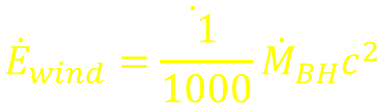 Ė_wind = 1/1000 Ṁ_BH c²